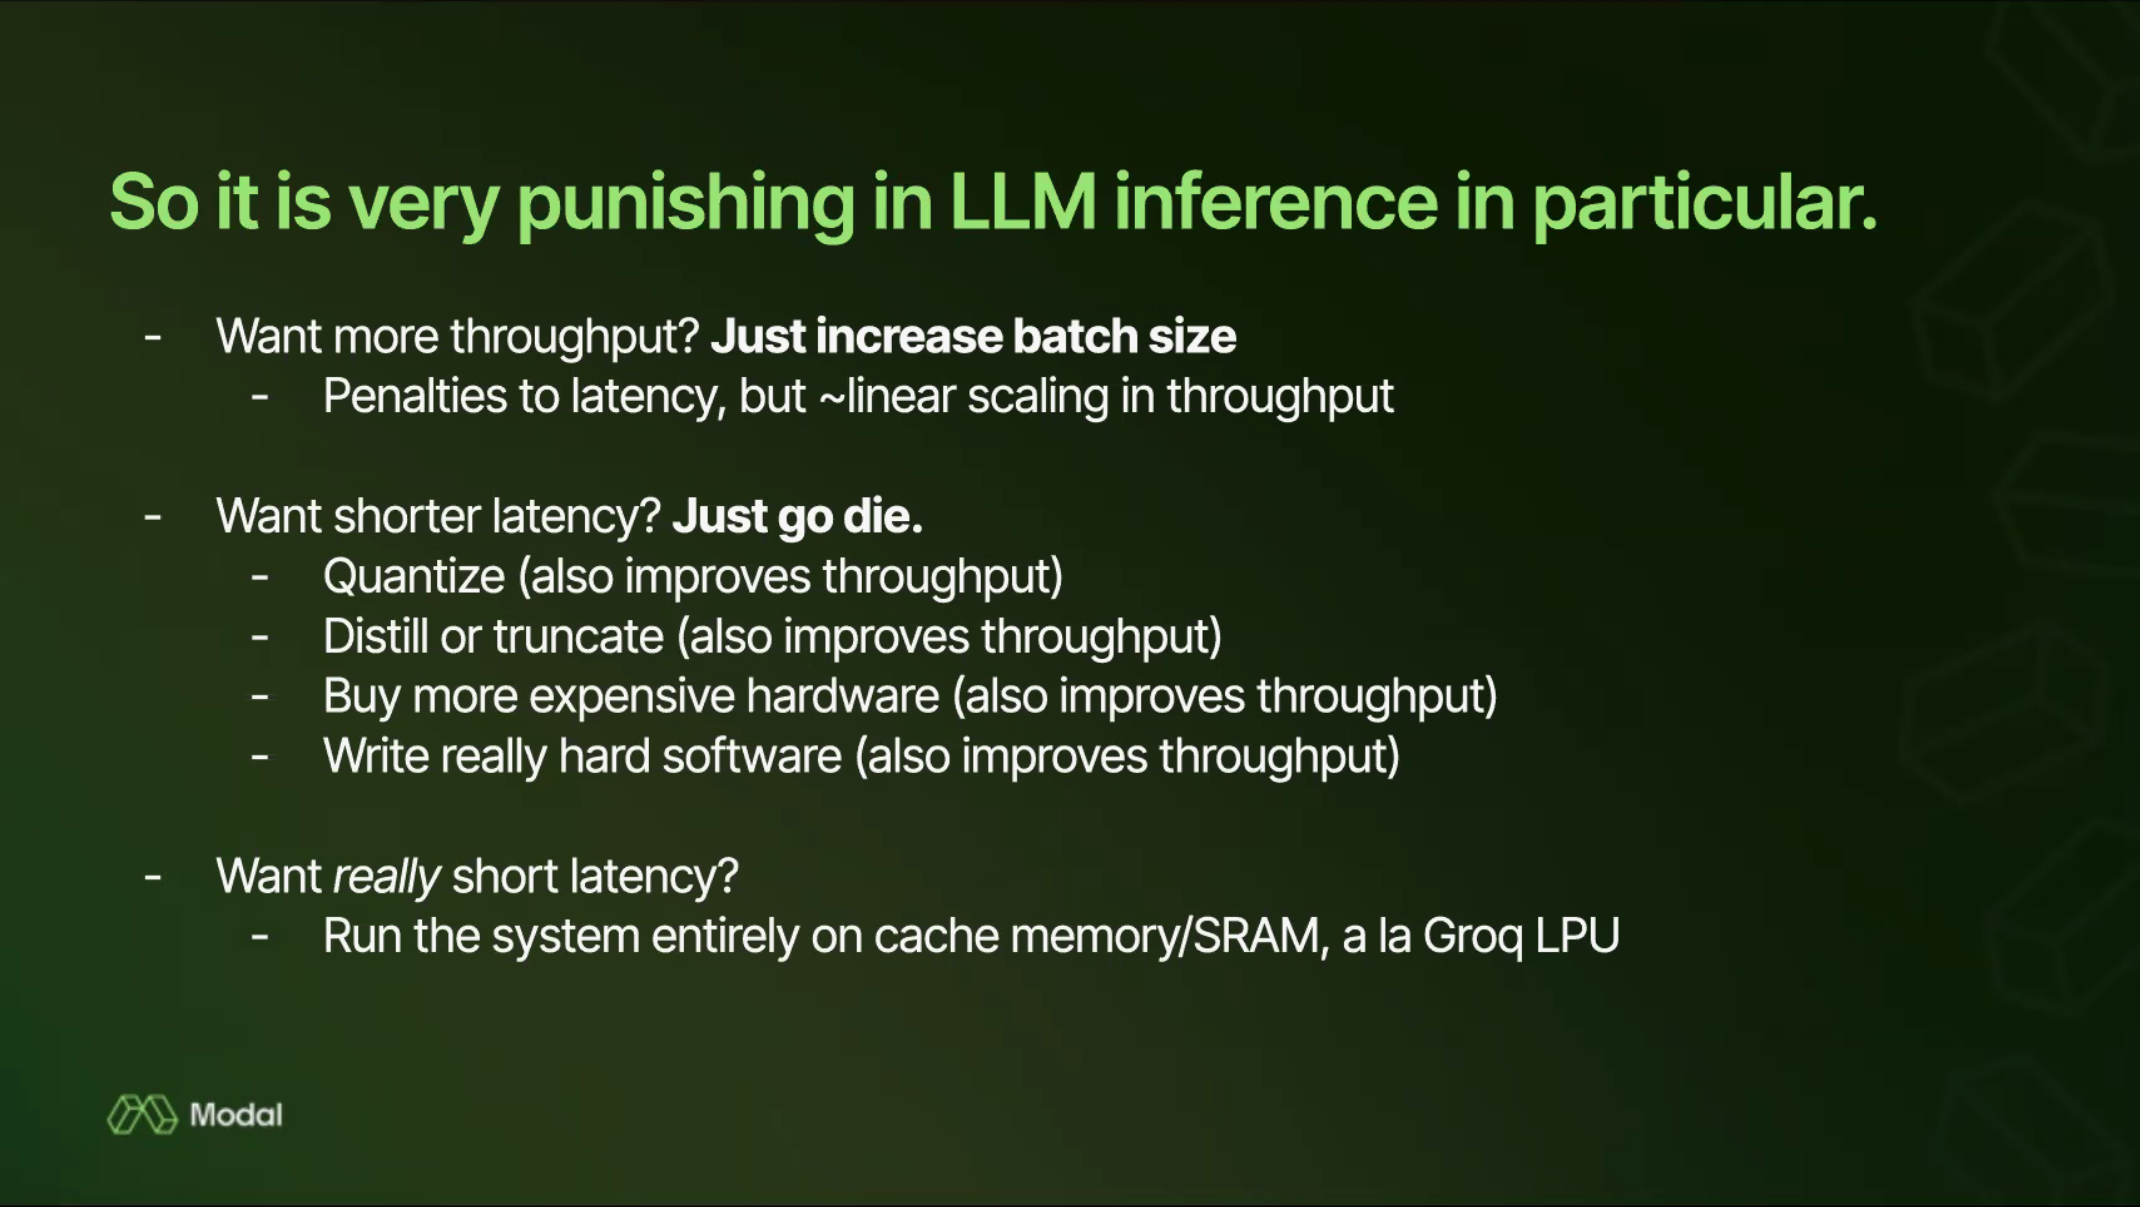 So it is very punishing in LLM inference in particular.
- Want more throughput? Just increase batch size
- Penalties to latency, but ~linear scaling in throughput
- Want shorter latency? Just go die.
- Quantize (also improves throughput)
- Distill or truncate (also improves throughput)
- Buy more expensive hardware (also improves throughput)
- Write really hard software (also improves throughput)
- Want really short latency?
- Run the system entirely on cache memory/SRAM, a la Groq LPU
Modal